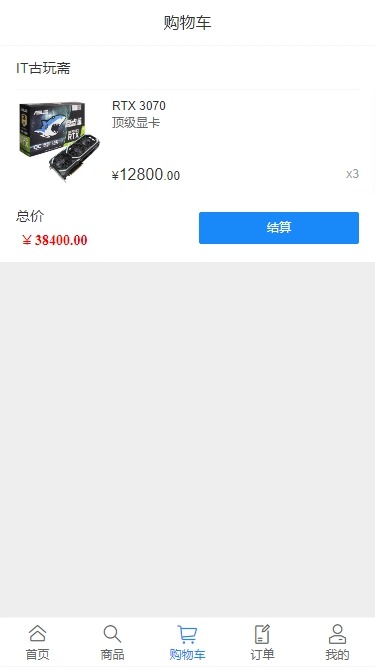 购物车
IT古玩斋
RTX 3070
顶级显卡
¥12800.00
x3
总价
¥ 38400.00
结算
首页
商品
购物车
订单
我的